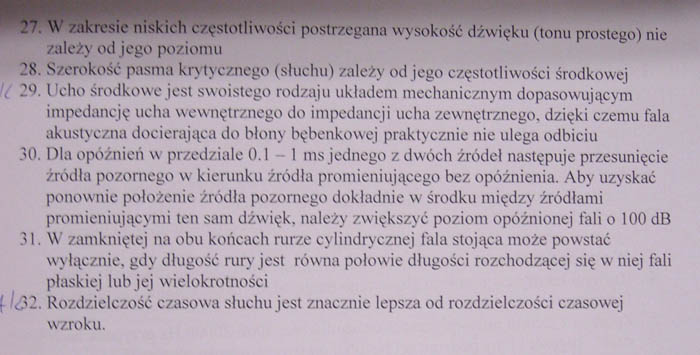 27. W zakresie niskich częstotliwości postrzegana wysokość dźwięku (tonu prostego) nie
zależy od jego poziomu
28. Szerokość pasma krytycznego (słuchu) zależy od jego częstotliwości środkowej
29. Ucho środkowe jest swoistego rodzaju układem mechanicznym dopasowującym
impedancję ucha wewnętrznego do impedancji ucha zewnętrznego, dzięki czemu fala
akustyczna docierająca do błony bębenkowej praktycznie nie ulega odbiciu
30. Dla opóźnień w przedziale 0.1 – 1 ms jednego z dwóch źródeł następuje przesunięcie
źródła pozornego w kierunku źródła promieniującego bez opóźnienia. Aby uzyskać
ponownie położenie źródła pozornego dokładnie w środku między źródłami
promieniującymi ten sam dźwięk, należy zwiększyć poziom opóźnionej fali o 100 dB
31. W zamkniętej na obu końcach rurze cylindrycznej fala stojąca może powstać
wyłącznie, gdy długość rury jest równa połowie długości rozchodzącej się w niej fali
płaskiej lub jej wielokrotności
32. Rozdzielczość czasowa słuchu jest znacznie lepsza od rozdzielczości czasowej
wzroku.